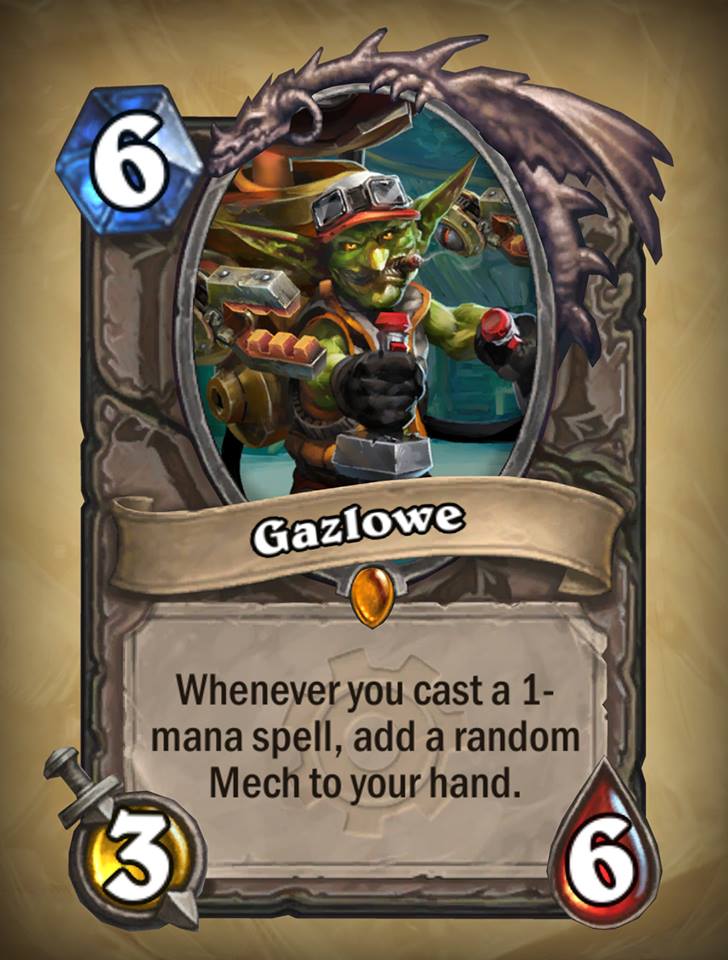 6
Gazlowe
Whenever you cast a 1-
mana spell, add a random
Mech to your hand.
3
6